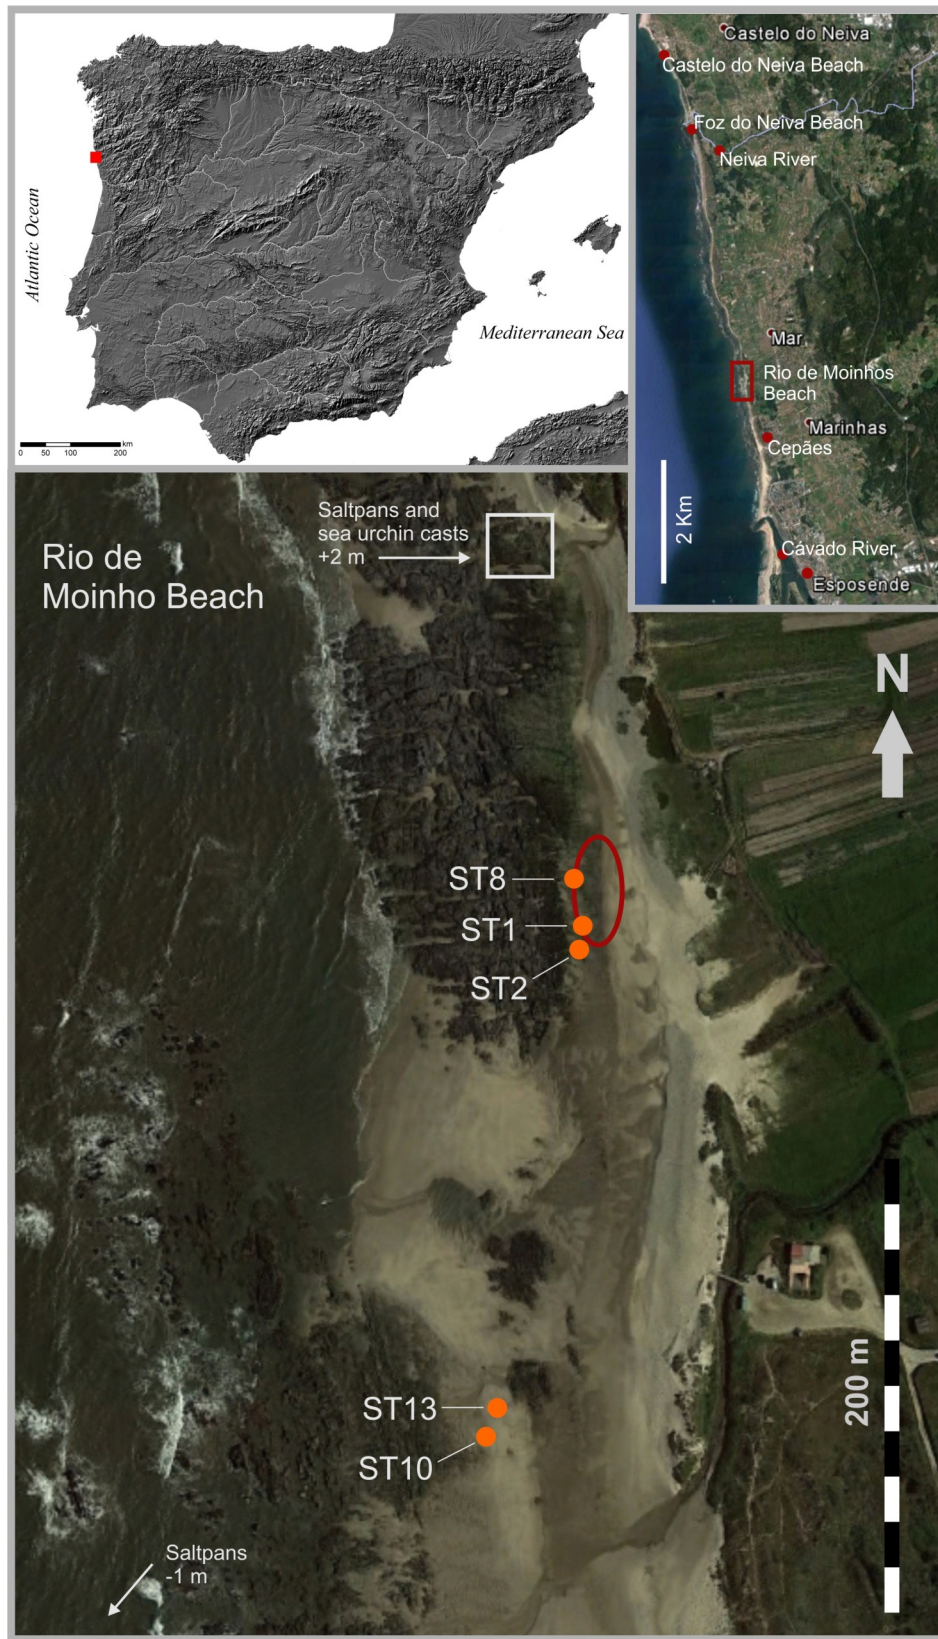 Atlantic Ocean
Mediterranean Sea
km
0 50 100 200
Castelo do Neiva
Castelo do Neiva Beach
Foz do Neiva Beach
Neiva River
Mar
Rio de Moinhos
Beach
Marinhas
Cepães
2 Km
Cávado River
Esposende
Rio de
Moinho Beach
Saltpans and
sea urchin casts
+2 m
N
ST8
ST1
ST2
200 m
ST13
ST10
Saltpans
-1 m